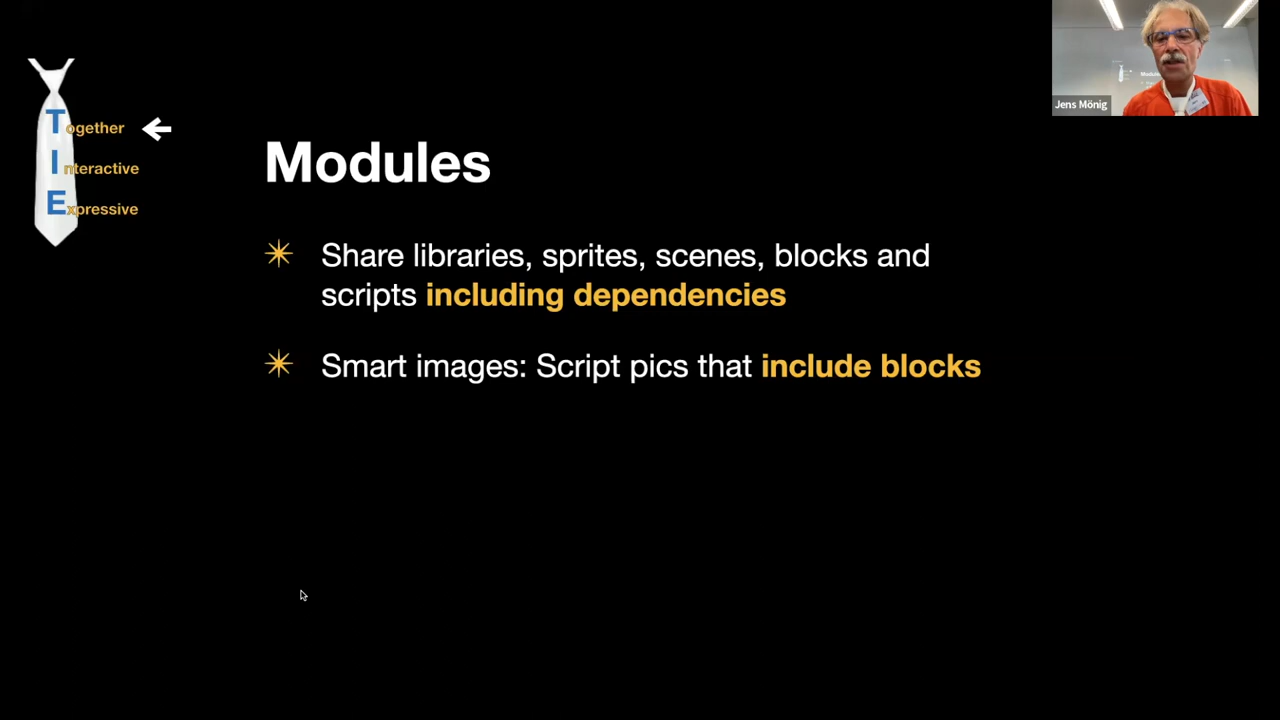 Together
Interactive
Expressive
Modules
Share libraries, sprites, scenes, blocks and
scripts including dependencies
Smart images: Script pics that include blocks
Jens Mönig